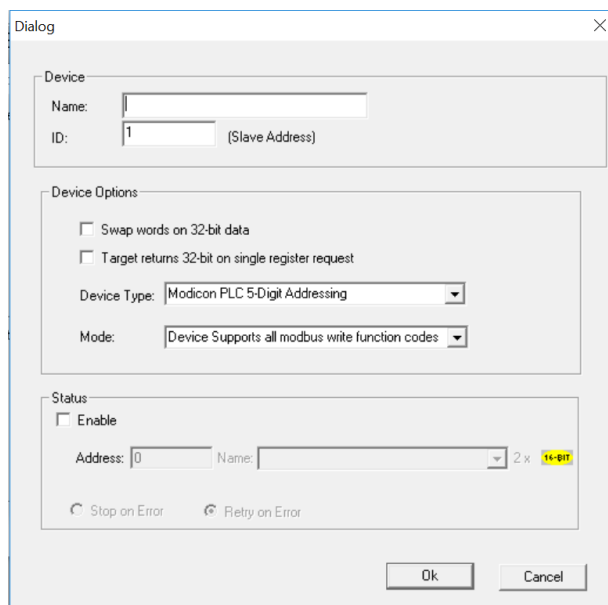 Dialog
Device
Name:
ID: 1 (Slave Address)
Device Options
Swap words on 32-bit data
Target returns 32-bit on single register request
Device Type: Modicon PLC 5-Digit Addressing
Mode: Device Supports all modbus write function codes
Status
Enable
Address: 0 Name: 2 x 16-BIT
Stop on Error Retry on Error
Ok Cancel